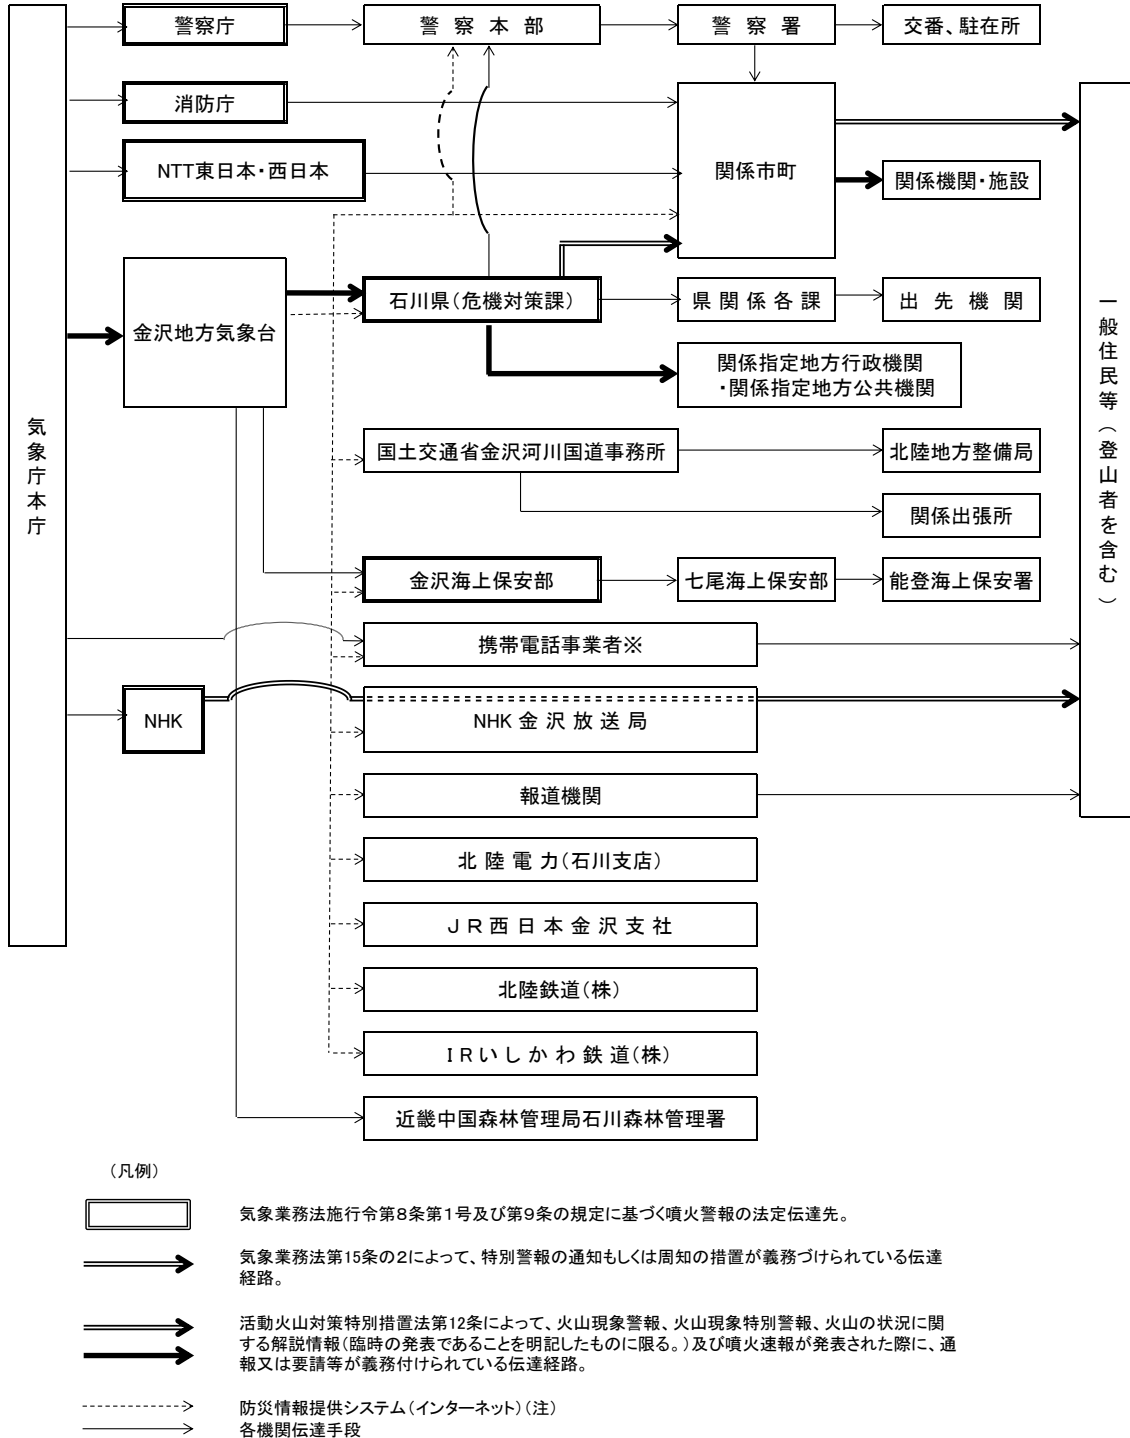 気象庁本庁
警察庁
警 察 本 部
警 察 署
交番、駐在所
消防庁
NTT東日本・西日本
関係市町
関係機関・施設
金沢地方気象台
石川県（危機対策課）
県 関 係 各 課
出 先 機 関
関係指定地方行政機関
・関係指定地方公共機関
国土交通省金沢河川国道事務所
北陸地方整備局
関係出張所
金沢海上保安部
七尾海上保安部
能登海上保安署
携帯電話事業者※
NHK
NHK 金 沢 放 送 局
報道機関
北 陸 電 力（石川支店）
ＪＲ西 日 本 金 沢 支 社
北陸鉄道（株）
IRい し か わ 鉄 道（株）
近畿中国森林管理局石川森林管理署
一般住民等（登山者を含む）
（凡例）
気象業務法施行令第８条第１号及び第９条の規定に基づく噴火警報の法定伝達先。
気象業務法第15条の２によって、特別警報の通知もしくは周知の措置が義務づけられている伝達
経路。
活動火山対策特別措置法第12条によって、火山現象警報、火山現象特別警報、火山の状況に関
する解説情報（臨時の発表であることを明記したものに限る。）及び噴火速報が発表された際に、通
報又は要請等が義務付けられている伝達経路。
防災情報提供システム（インターネット）（注）
各機関伝達手段